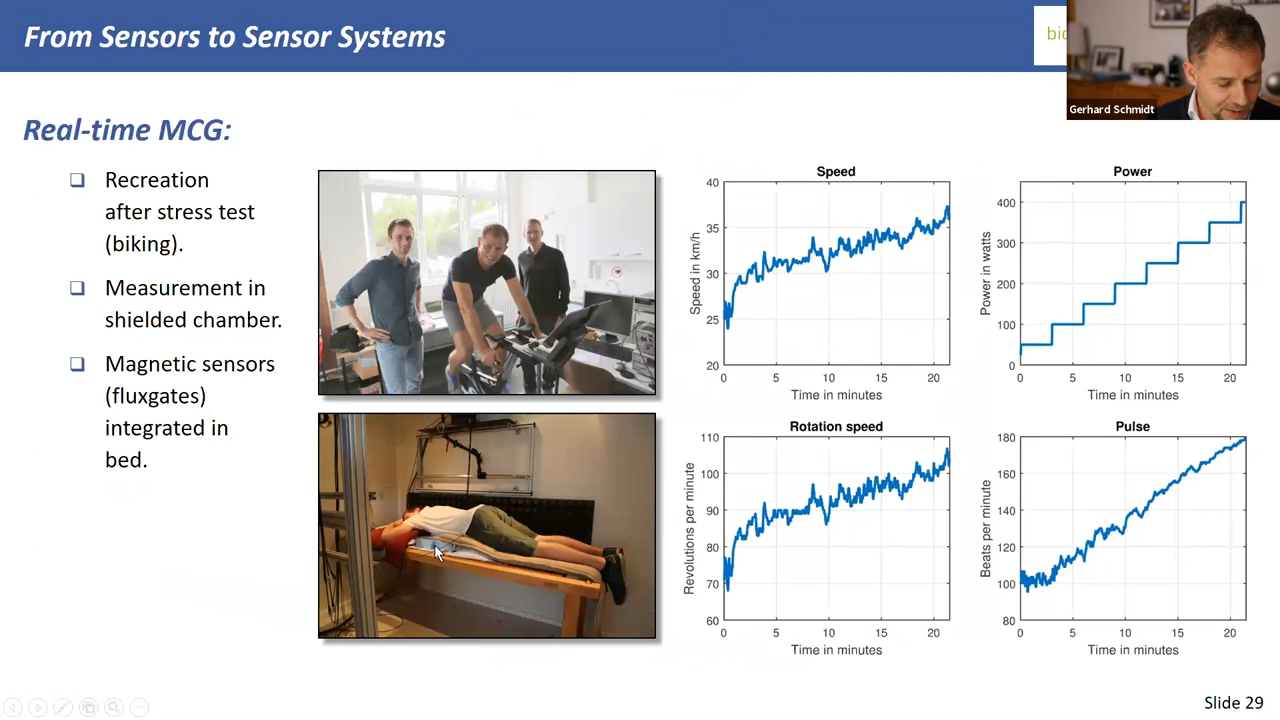 From Sensors to Sensor Systems
Gerhard Schmidt
Real-time MCG:
Recreation
after stress test
(biking).
Measurement in
shielded chamber.
Magnetic sensors
(fluxgates)
integrated in
bed.
Speed
40
35
30
25
20
Speed in km/h
0 5 10 15 20
Time in minutes
Power
400
300
200
100
0
Power in watts
0 5 10 15 20
Time in minutes
Rotation speed
110
100
90
80
70
60
Revolutions per minute
0 5 10 15 20
Time in minutes
Pulse
180
160
140
120
100
80
Beats per minute
0 5 10 15 20
Time in minutes
Slide 29